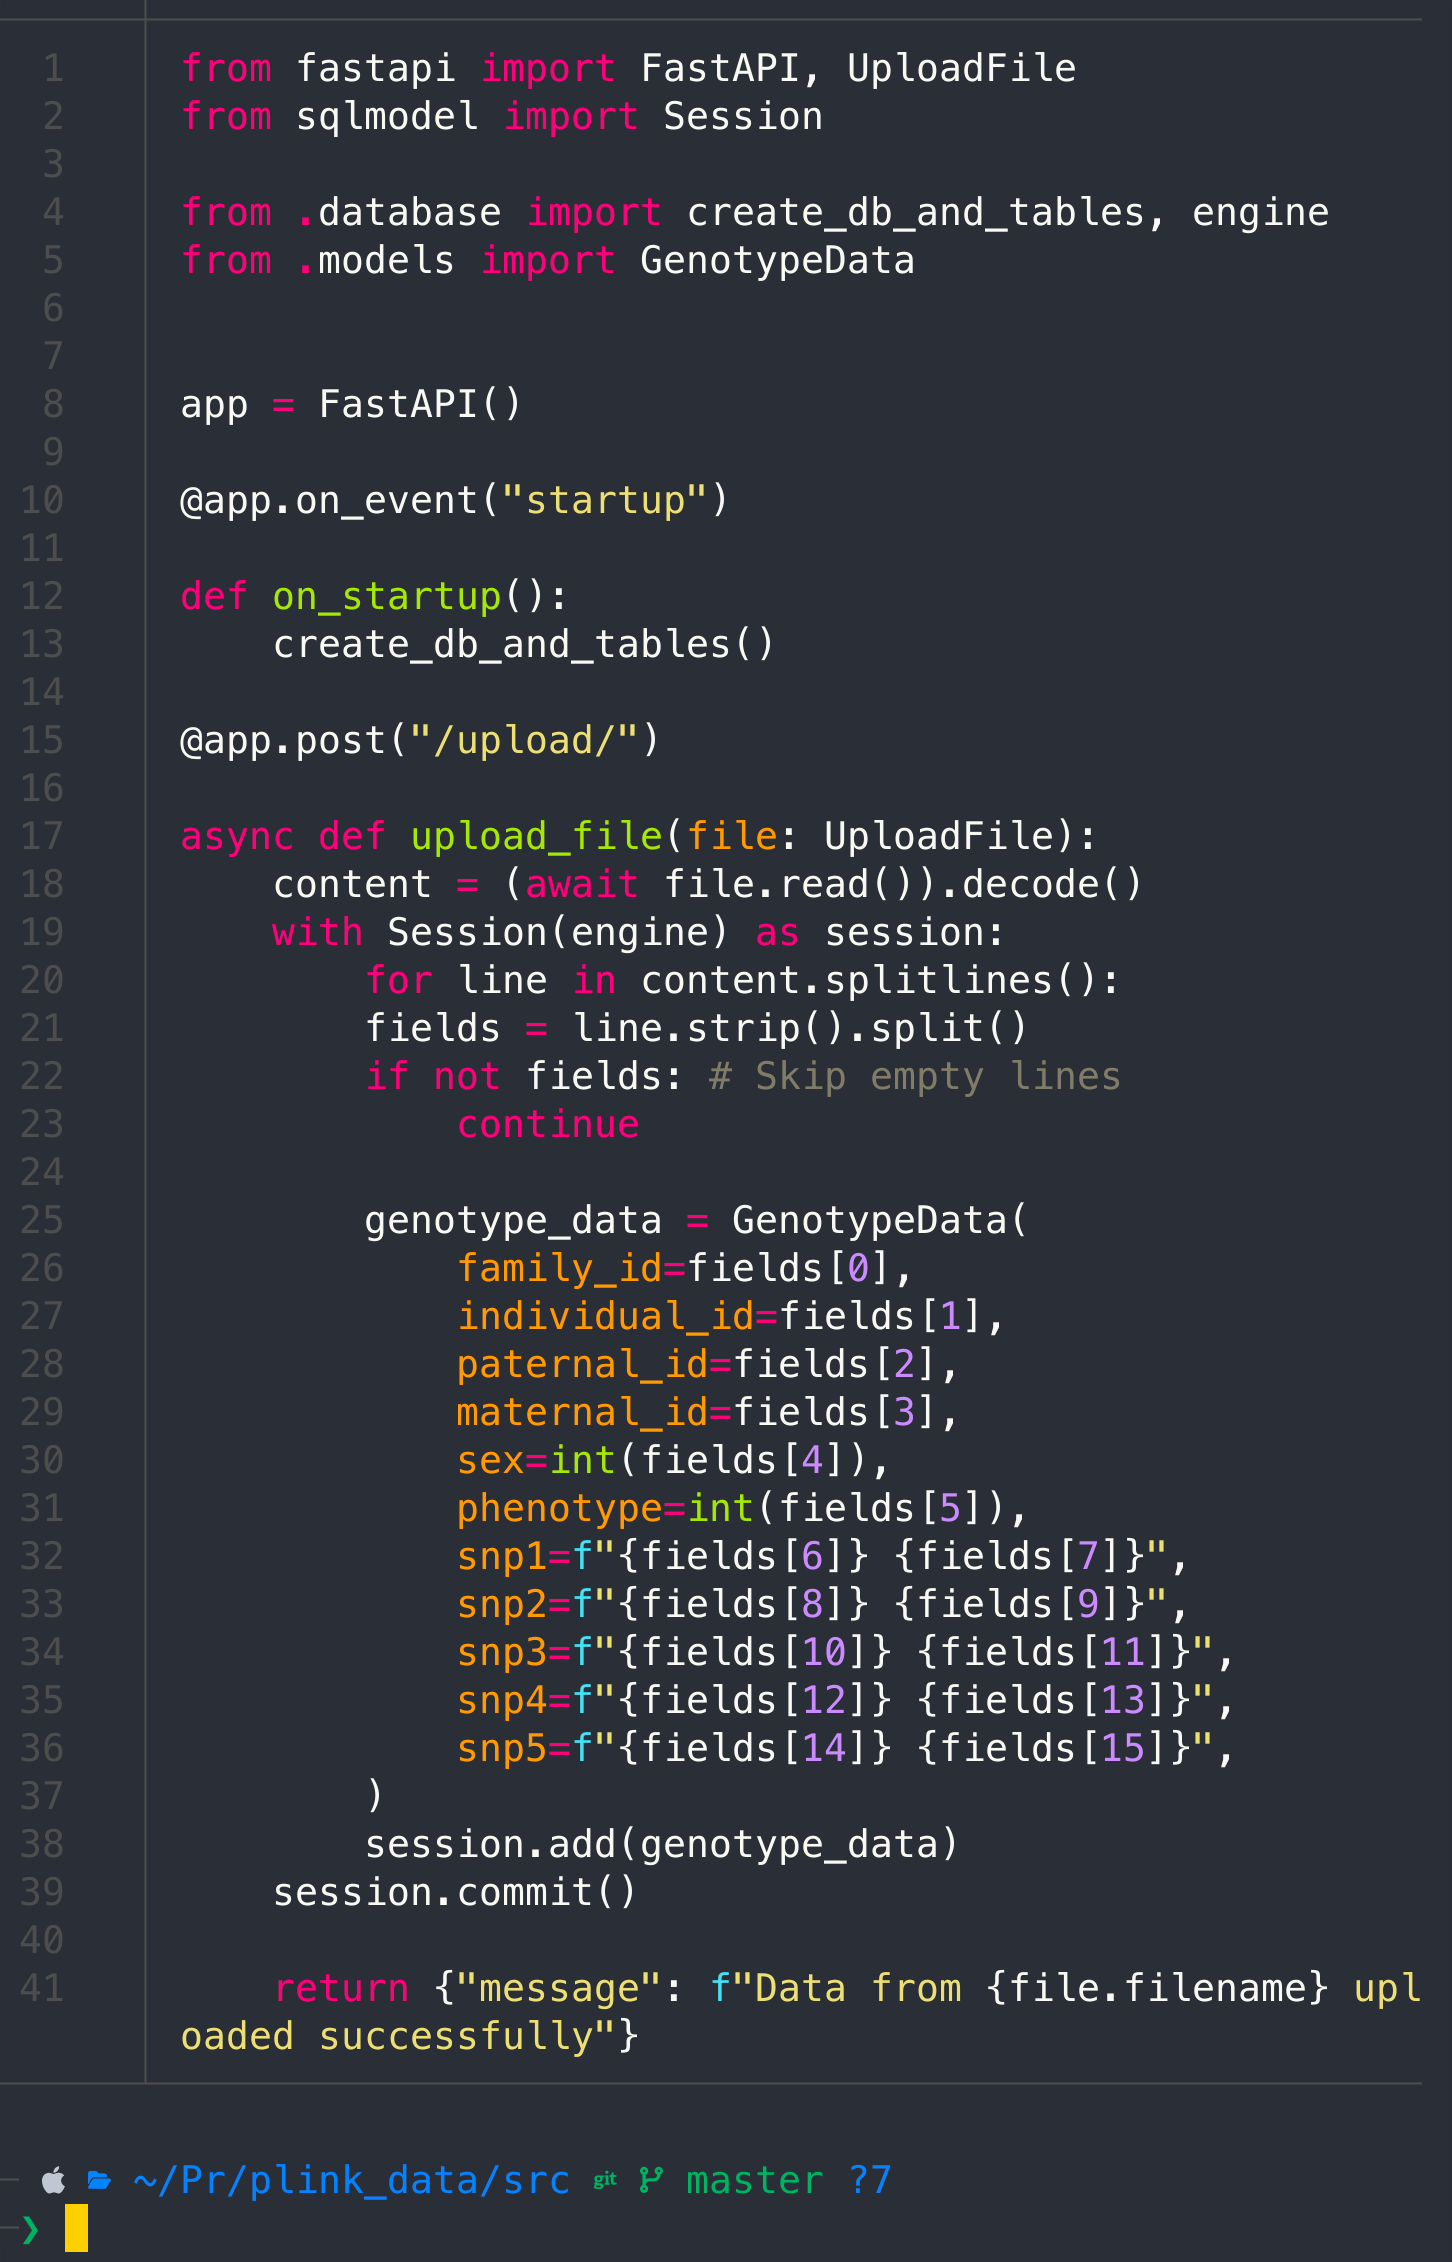 1 from fastapi import FastAPI, UploadFile
2 from sqlmodel import Session
3
4 from .database import create_db_and_tables, engine
5 from .models import GenotypeData
6
7
8 app = FastAPI()
9
10 @app.on_event("startup")
11
12 def on_startup():
13     create_db_and_tables()
14
15 @app.post("/upload/")
16
17 async def upload_file(file: UploadFile):
18     content = (await file.read()).decode()
19     with Session(engine) as session:
20         for line in content.splitlines():
21         fields = line.strip().split()
22         if not fields: # Skip empty lines
23             continue
24
25         genotype_data = GenotypeData(
26             family_id=fields[0],
27             individual_id=fields[1],
28             paternal_id=fields[2],
29             maternal_id=fields[3],
30             sex=int(fields[4]),
31             phenotype=int(fields[5]),
32             snp1=f"{fields[6]} {fields[7]}",
33             snp2=f"{fields[8]} {fields[9]}",
34             snp3=f"{fields[10]} {fields[11]}",
35             snp4=f"{fields[12]} {fields[13]}",
36             snp5=f"{fields[14]} {fields[15]}",
37         )
38         session.add(genotype_data)
39     session.commit()
40
41     return {"message": f"Data from {file.filename} upl
oaded successfully"}
~/Pr/plink_data/src git master ?7
❯